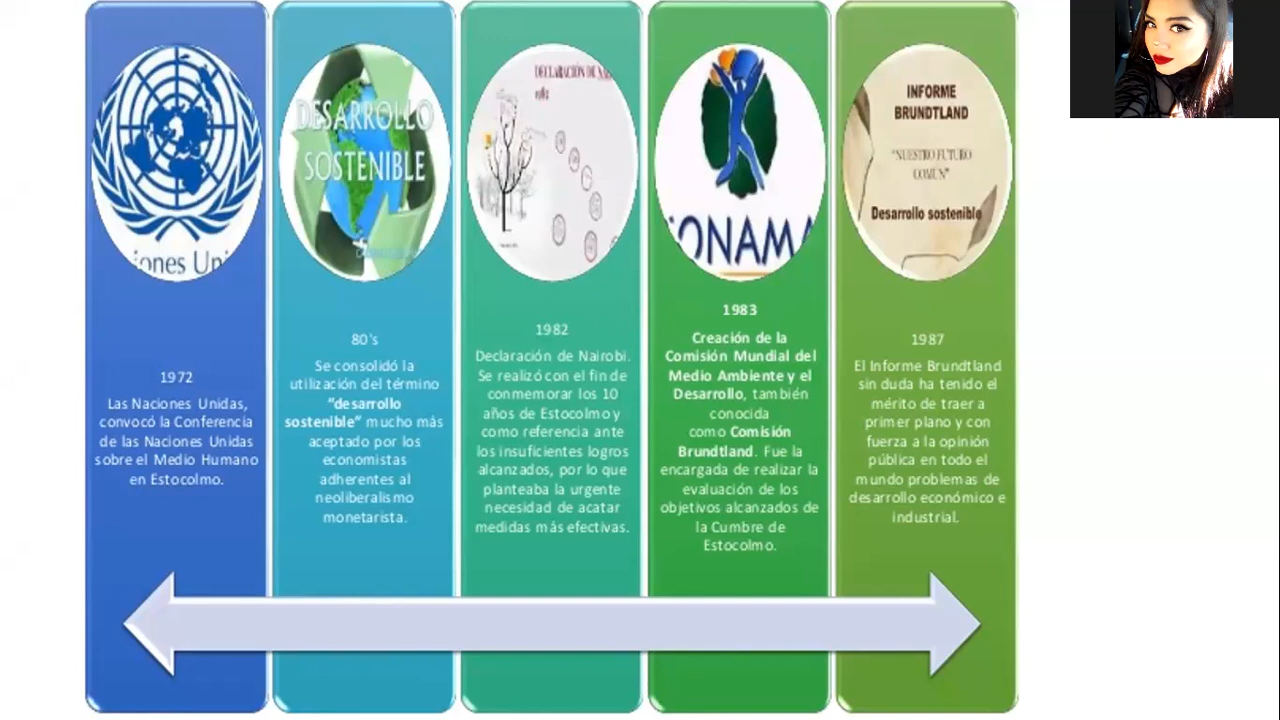 ones Uni
1972
Las Naciones Unidas,
convocó la Conferencia
de las Naciones Unidas
sobre el Medio Humano
en Estocolmo.
DESARROLLO
SOSTENIBLE
80's
Se consolidó la
utilización del término
“desarrollo
sostenible” mucho más
aceptado por los
economistas
adherentes al
neoliberalismo
monetarista.
DECLARACIÓN DE NA
1982
1982
Declaración de Nairobi.
Se realizó con el fin de
conmemorar los 10
años de Estocolmo y
como referencia ante
los insuficientes logros
alcanzados, por lo que
planteaba la urgente
necesidad de acatar
medidas más efectivas.
CONAMA
1983
Creación de la
Comisión Mundial del
Medio Ambiente y el
Desarrollo, también
conocida
como Comisión
Brundtland. Fue la
encargada de realizar la
evaluación de los
objetivos alcanzados de
la Cumbre de
Estocolmo.
INFORME
BRUNDTLAND
“NUESTRO FUTURO
COMUN”
Desarrollo sostenible
1987
El Informe Brundtland
sin duda ha tenido el
mérito de traer a
primer plano y con
fuerza a la opinión
pública en todo el
mundo problemas de
desarrollo económico e
industrial.